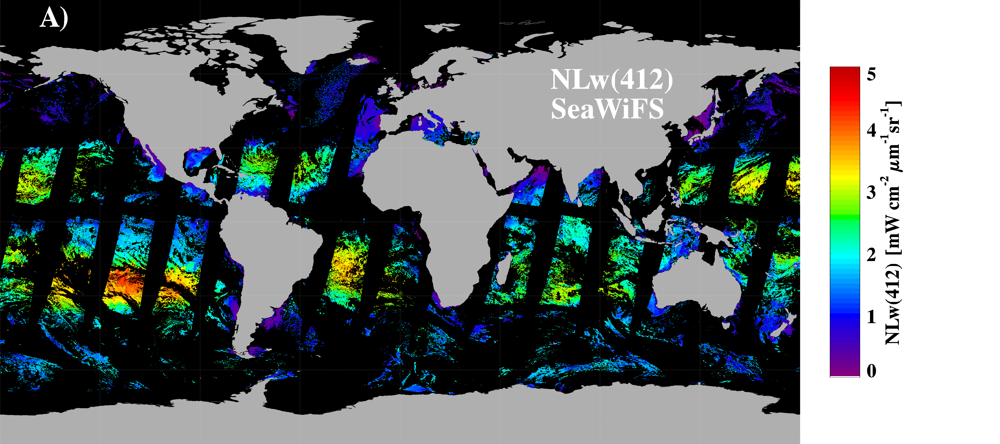 A)
NLw(412)
SeaWiFS
5
4
3
2
1
0
NLw(412) [mW cm⁻² μm⁻¹ sr⁻¹]